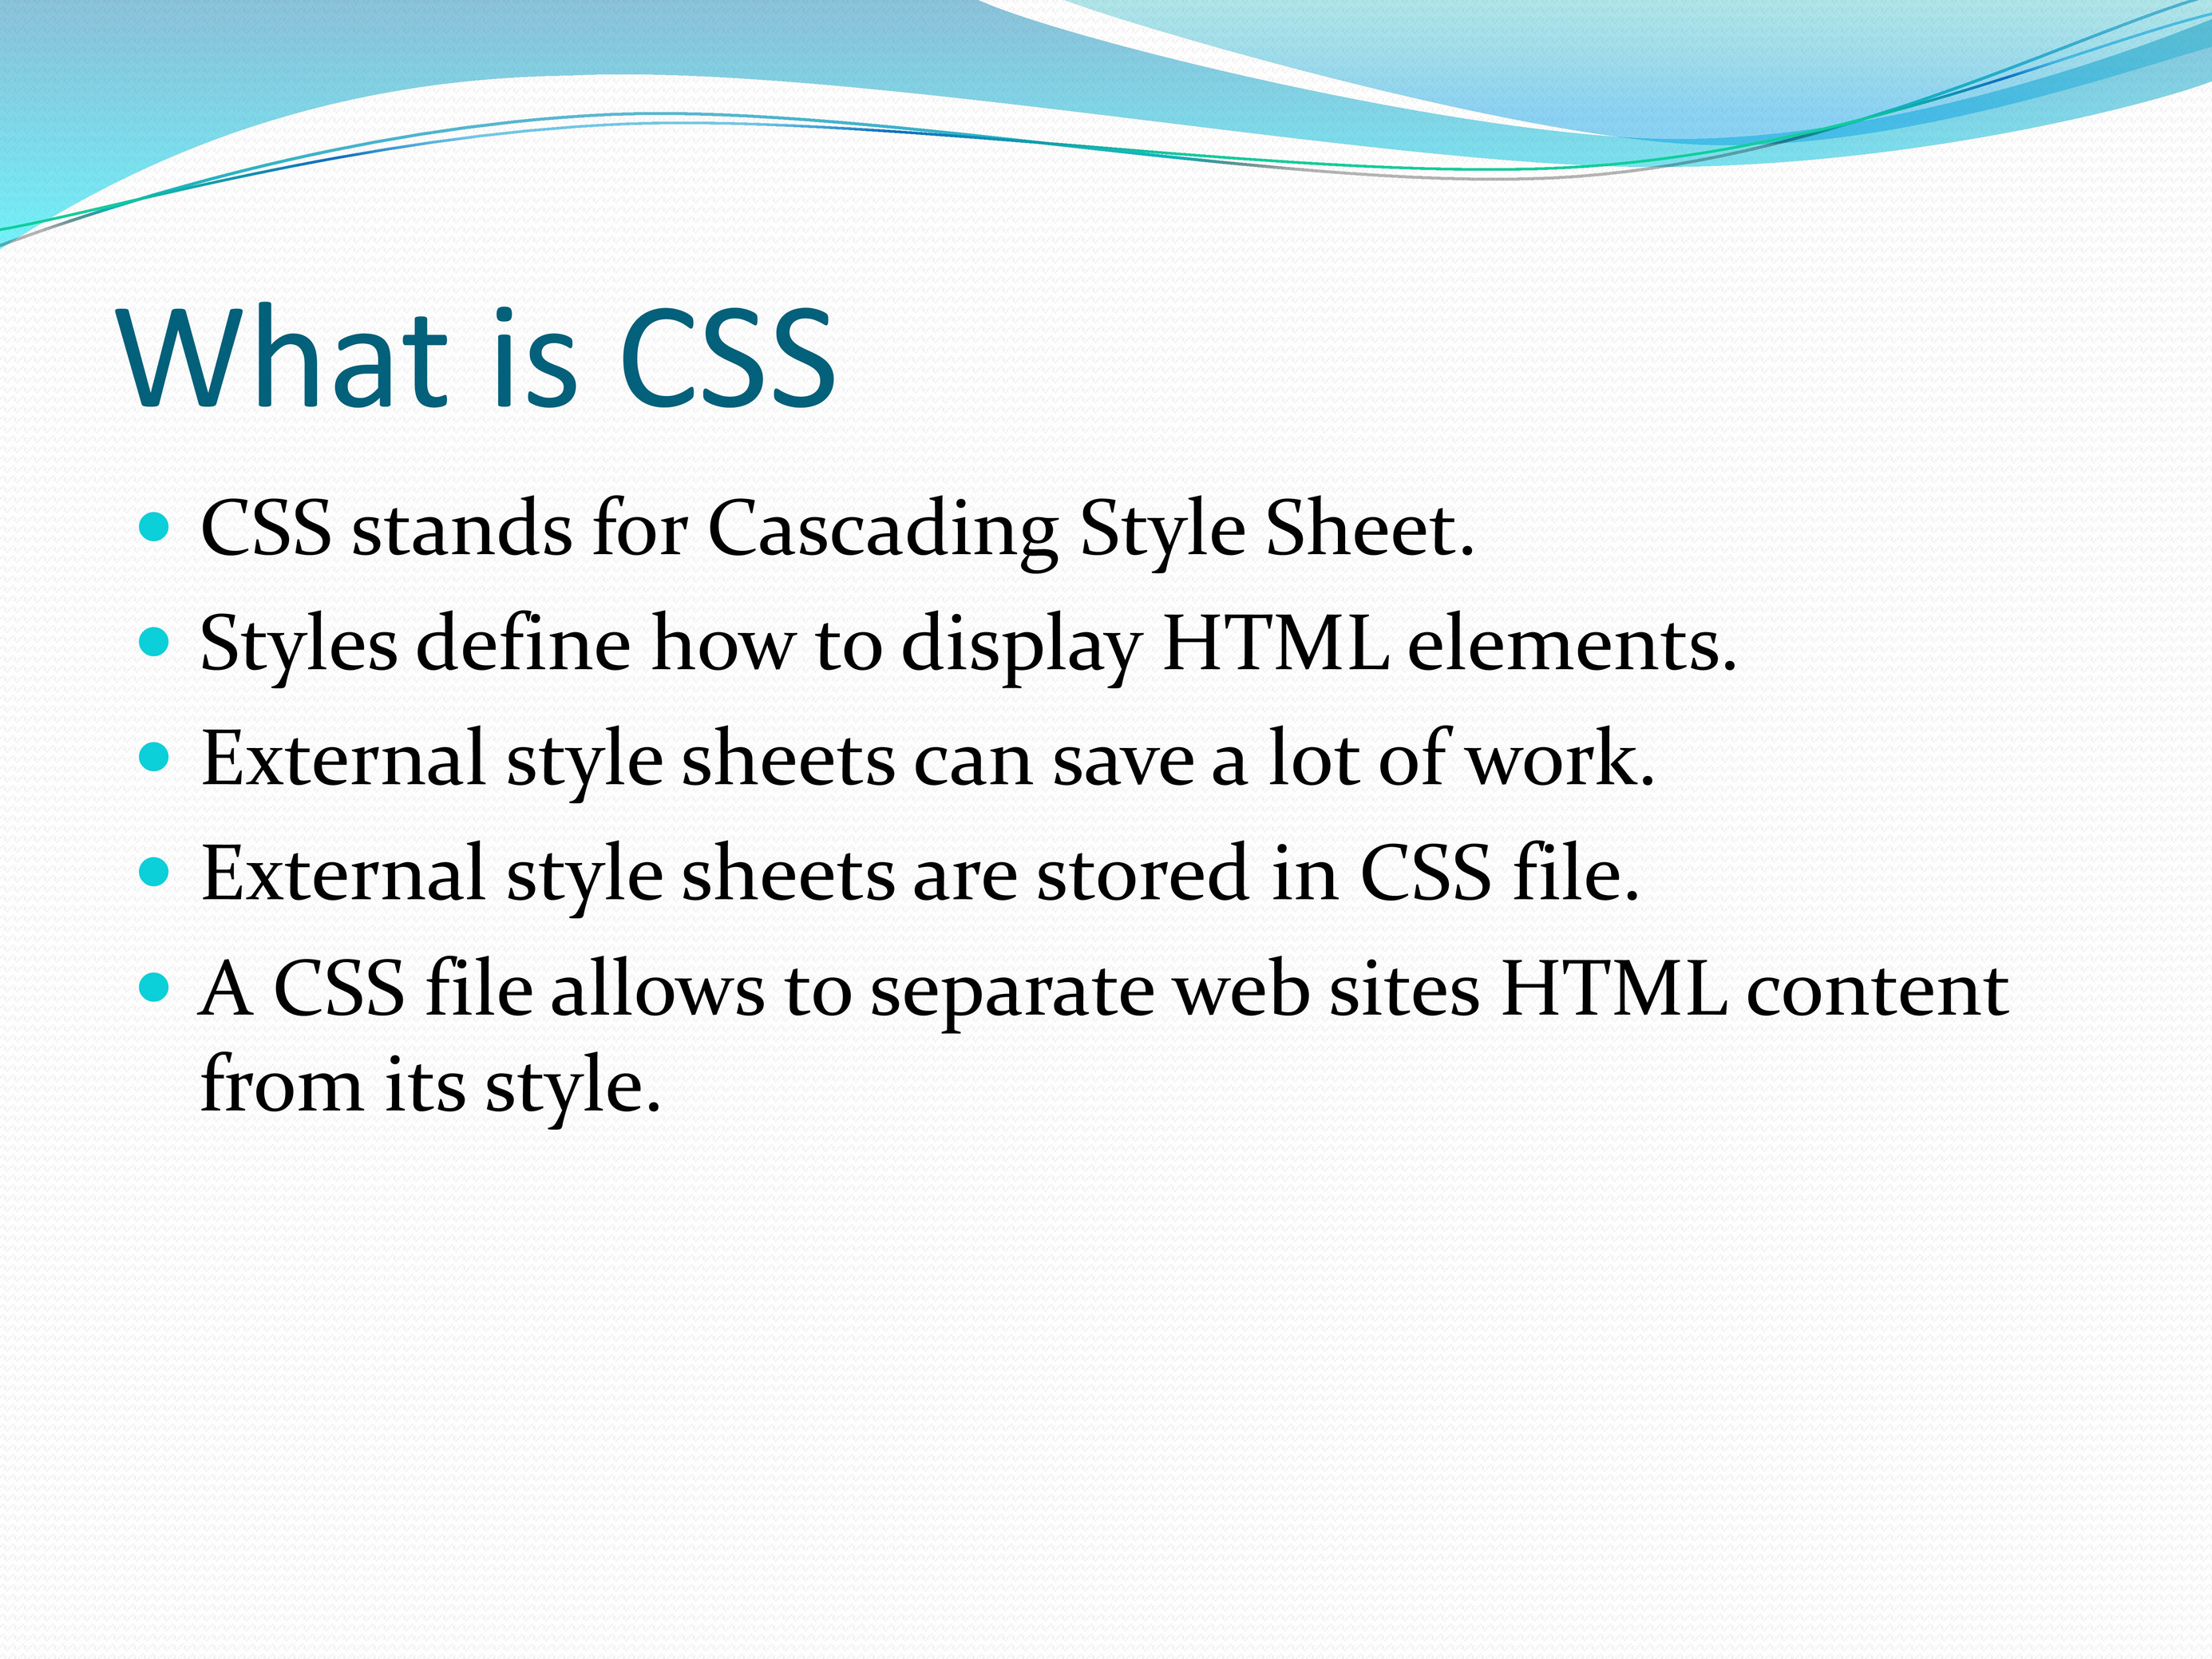 What is CSS
• CSS stands for Cascading Style Sheet.
• Styles define how to display HTML elements.
• External style sheets can save a lot of work.
• External style sheets are stored in CSS file.
• A CSS file allows to separate web sites HTML content
from its style.